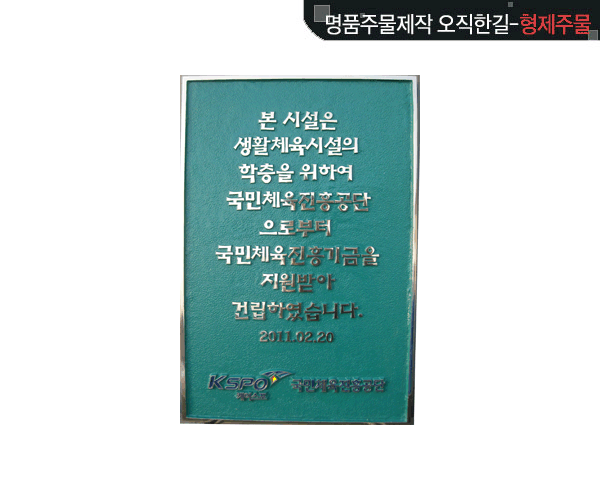 명품주물제작 오직한길-형제주물
본 시설은
생활체육시설의
확충을 위하여
국민체육진흥공단
으로부터
국민체육진흥기금을
지원받아
건립하였습니다.
2011.02.20
KSPO 국민체육진흥공단